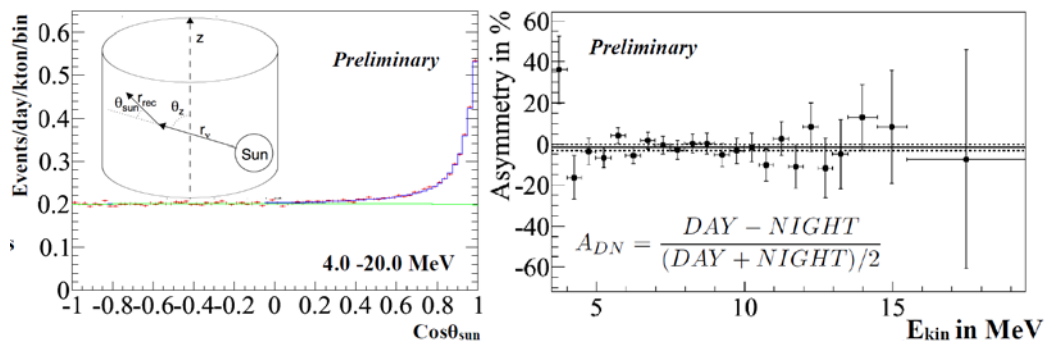 Events/day/kton/bin
0.6
0.5
0.4
0.3
0.2
0.1
0
z
Preliminary
θsun
rrec
θz
rν
Sun
4.0 -20.0 MeV
-1 -0.8 -0.6 -0.4 -0.2 0 0.2 0.4 0.6 0.8 1
Cosθsun
Asymmetry in %
60
40
20
0
-20
-40
-60
Preliminary
A_DN = DAY − NIGHT
(DAY + NIGHT)/2
5 10 15
Ekin in MeV